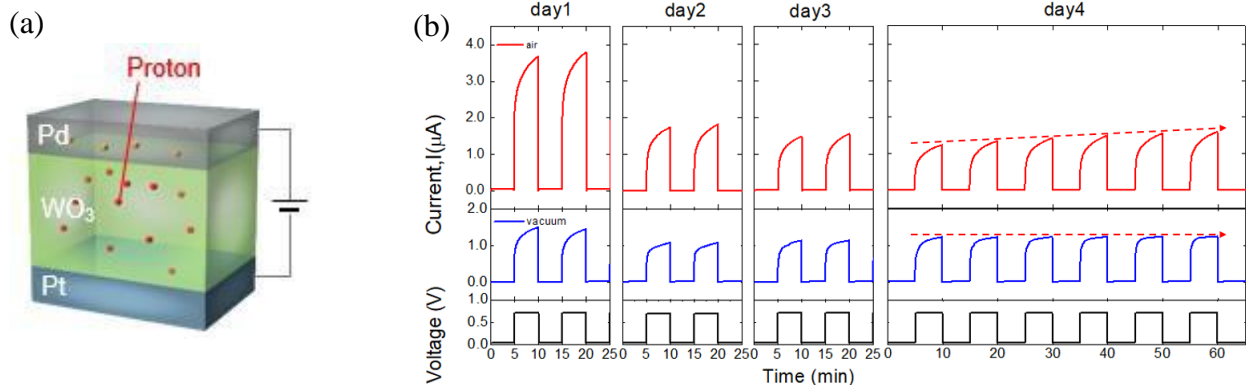 (a)
Proton
Pd
WO₃
Pt
(b)
day1 day2 day3 day4
air
4.0
3.0
2.0
1.0
0.0
Current,I(μA)
2.0
vacuum
1.0
0.0
1.0
0.5
0.0
Voltage (V)
0 5 10 15 20 25
0 5 10 15 20 25
0 5 10 15 20 25
0 10 20 30 40 50 60
Time (min)